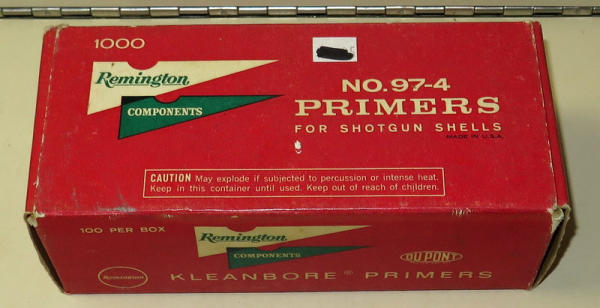 1000
Remington
COMPONENTS
NO. 97-4
PRIMERS
FOR SHOTGUN SHELLS
MADE IN U.S.A.
CAUTION May explode if subjected to percussion or intense heat.
Keep in this container until used. Keep out of reach of children.
100 PER BOX
Remington
COMPONENTS
DU PONT
Remington
KLEANBORE® PRIMERS